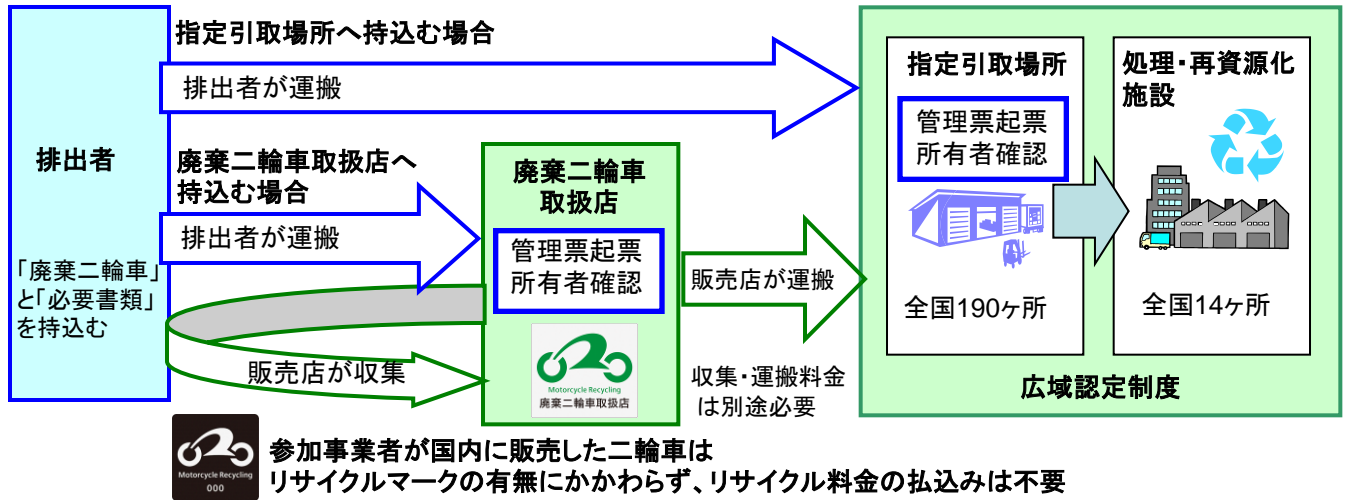 指定引取場所へ持込む場合
排出者が運搬
排出者
「廃棄二輪車」
と「必要書類」
を持込む
廃棄二輪車取扱店へ
持込む場合
排出者が運搬
販売店が収集
廃棄二輪車
取扱店
管理票起票
所有者確認
Motorcycle Recycling
廃棄二輪車取扱店
販売店が運搬
収集・運搬料金
は別途必要
指定引取場所
管理票起票
所有者確認
全国190ヶ所
処理・再資源化
施設
全国14ヶ所
広域認定制度
Motorcycle Recycling
000
参加事業者が国内に販売した二輪車は
リサイクルマークの有無にかかわらず、リサイクル料金の払込みは不要